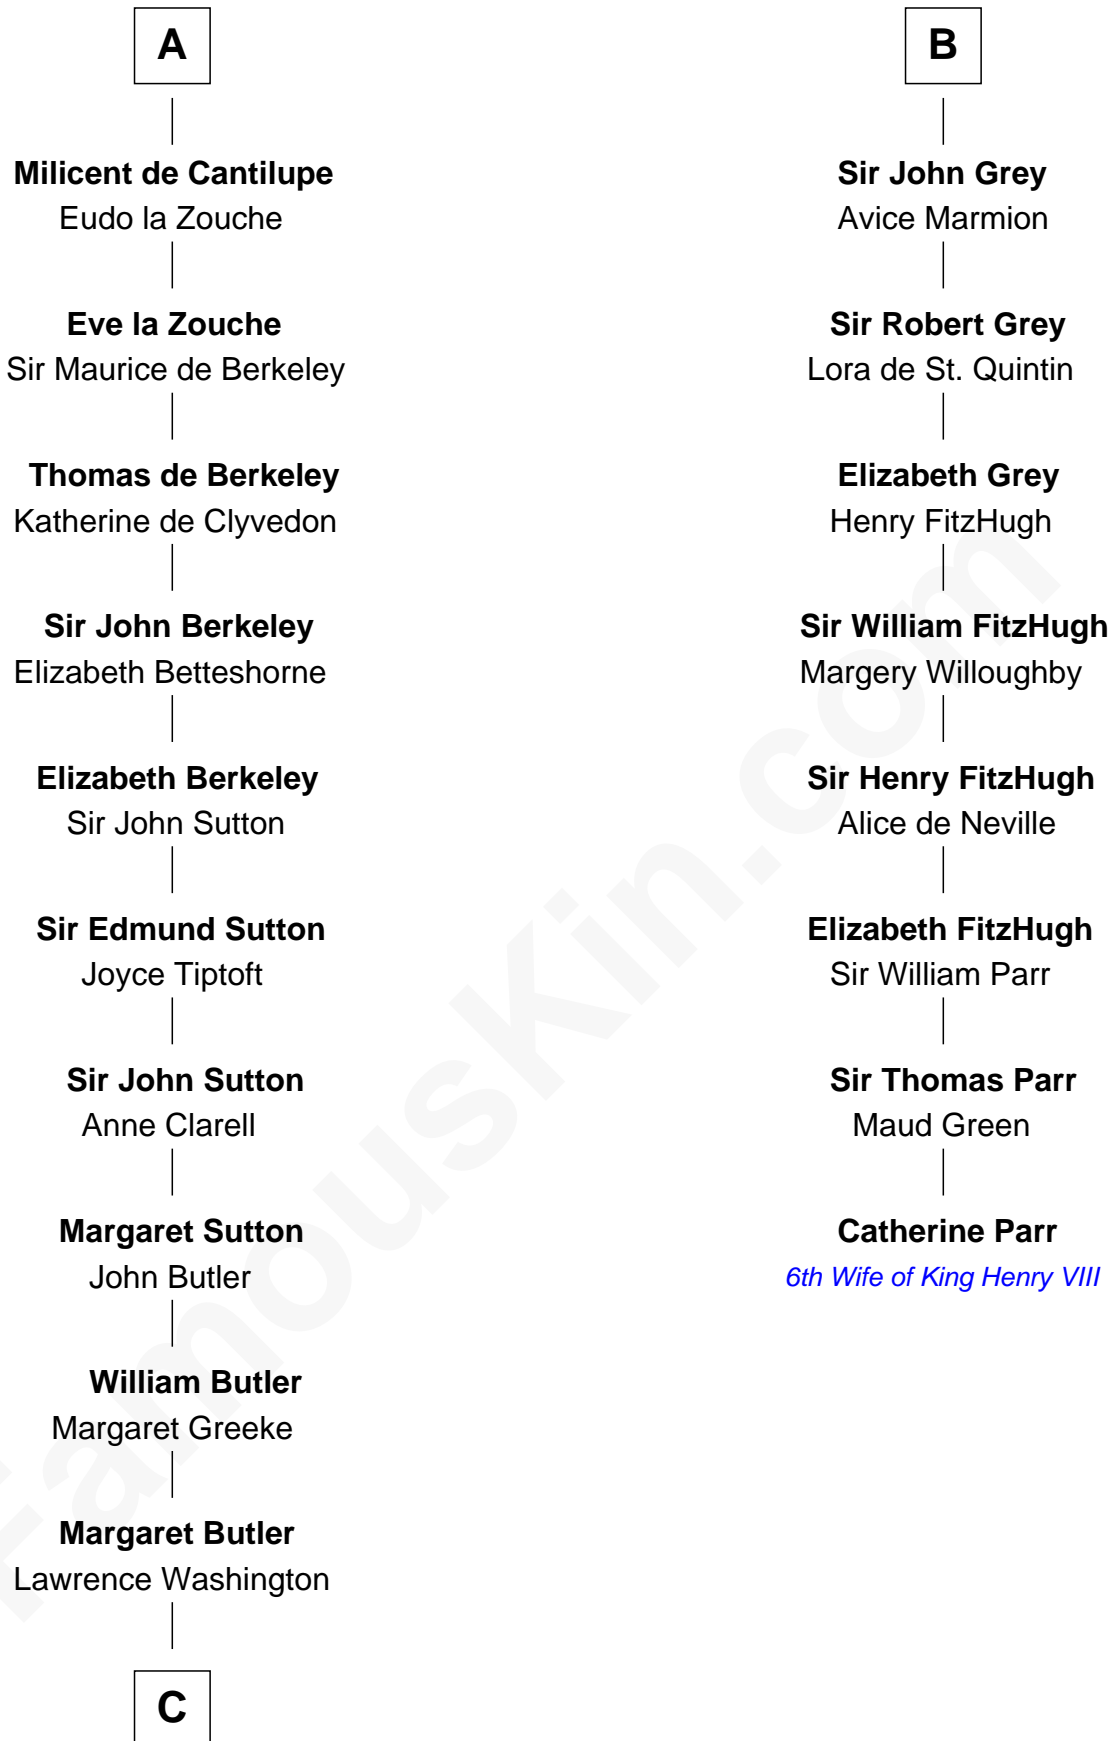 A
Milicent de Cantilupe
Eudo la Zouche
Eve la Zouche
Sir Maurice de Berkeley
Thomas de Berkeley
Katherine de Clyvedon
Sir John Berkeley
Elizabeth Betteshorne
Elizabeth Berkeley
Sir John Sutton
Sir Edmund Sutton
Joyce Tiptoft
Sir John Sutton
Anne Clarell
Margaret Sutton
John Butler
William Butler
Margaret Greeke
Margaret Butler
Lawrence Washington
C
B
Sir John Grey
Avice Marmion
Sir Robert Grey
Lora de St. Quintin
Elizabeth Grey
Henry FitzHugh
Sir William FitzHugh
Margery Willoughby
Sir Henry FitzHugh
Alice de Neville
Elizabeth FitzHugh
Sir William Parr
Sir Thomas Parr
Maud Green
Catherine Parr
6th Wife of King Henry VIII
FamousKin.com